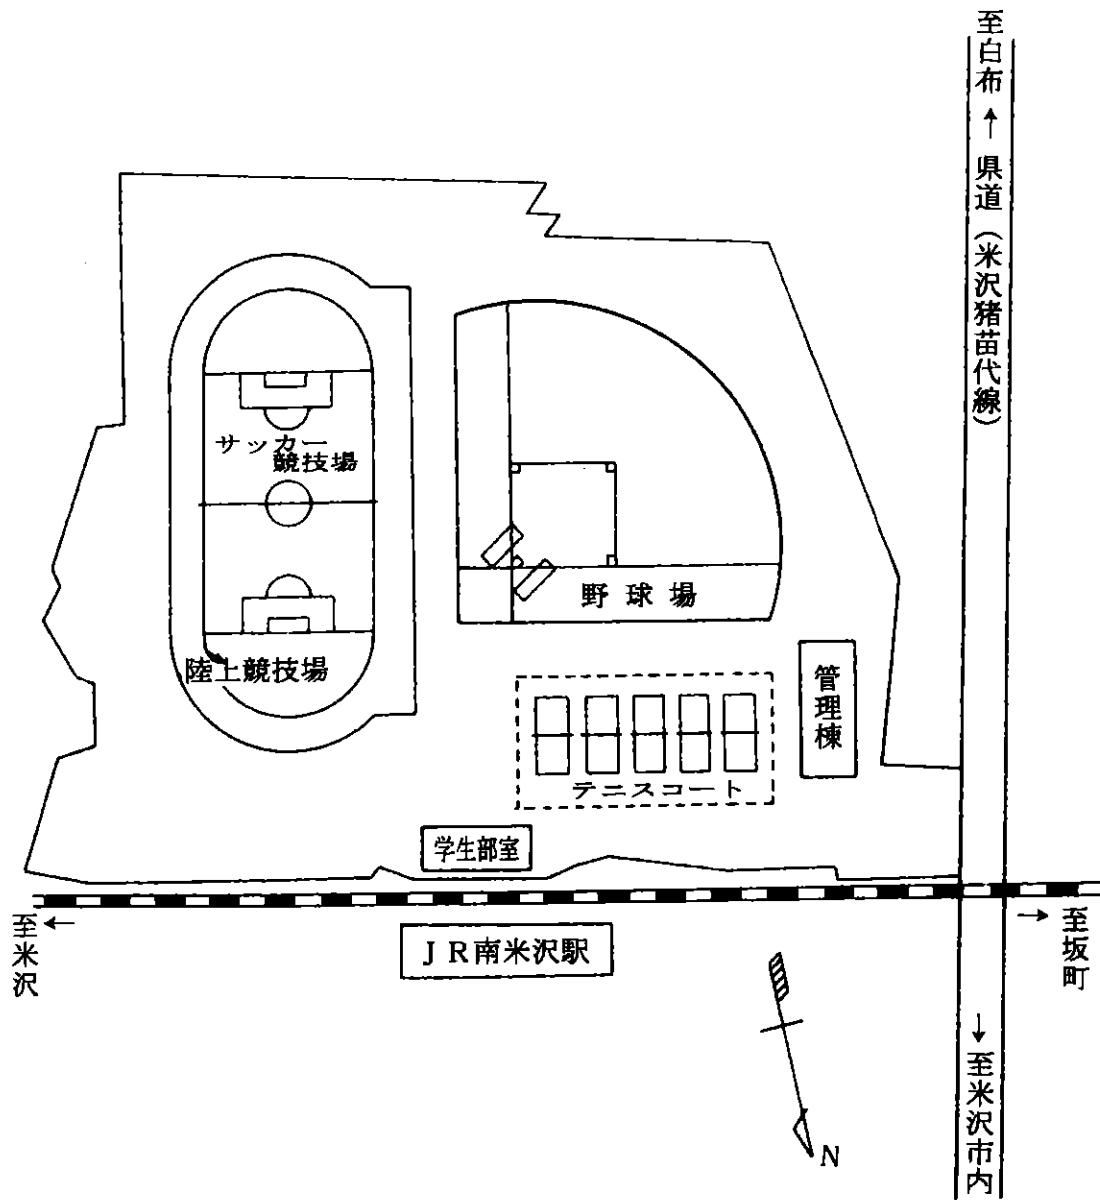 至白布
↑
県道（米沢猪苗代線）
サッカー
競技場
陸上競技場
野球場
管理棟
テニスコート
学生部室
至米沢
←
JR南米沢駅
→
至坂町
↓
至米沢市内
N